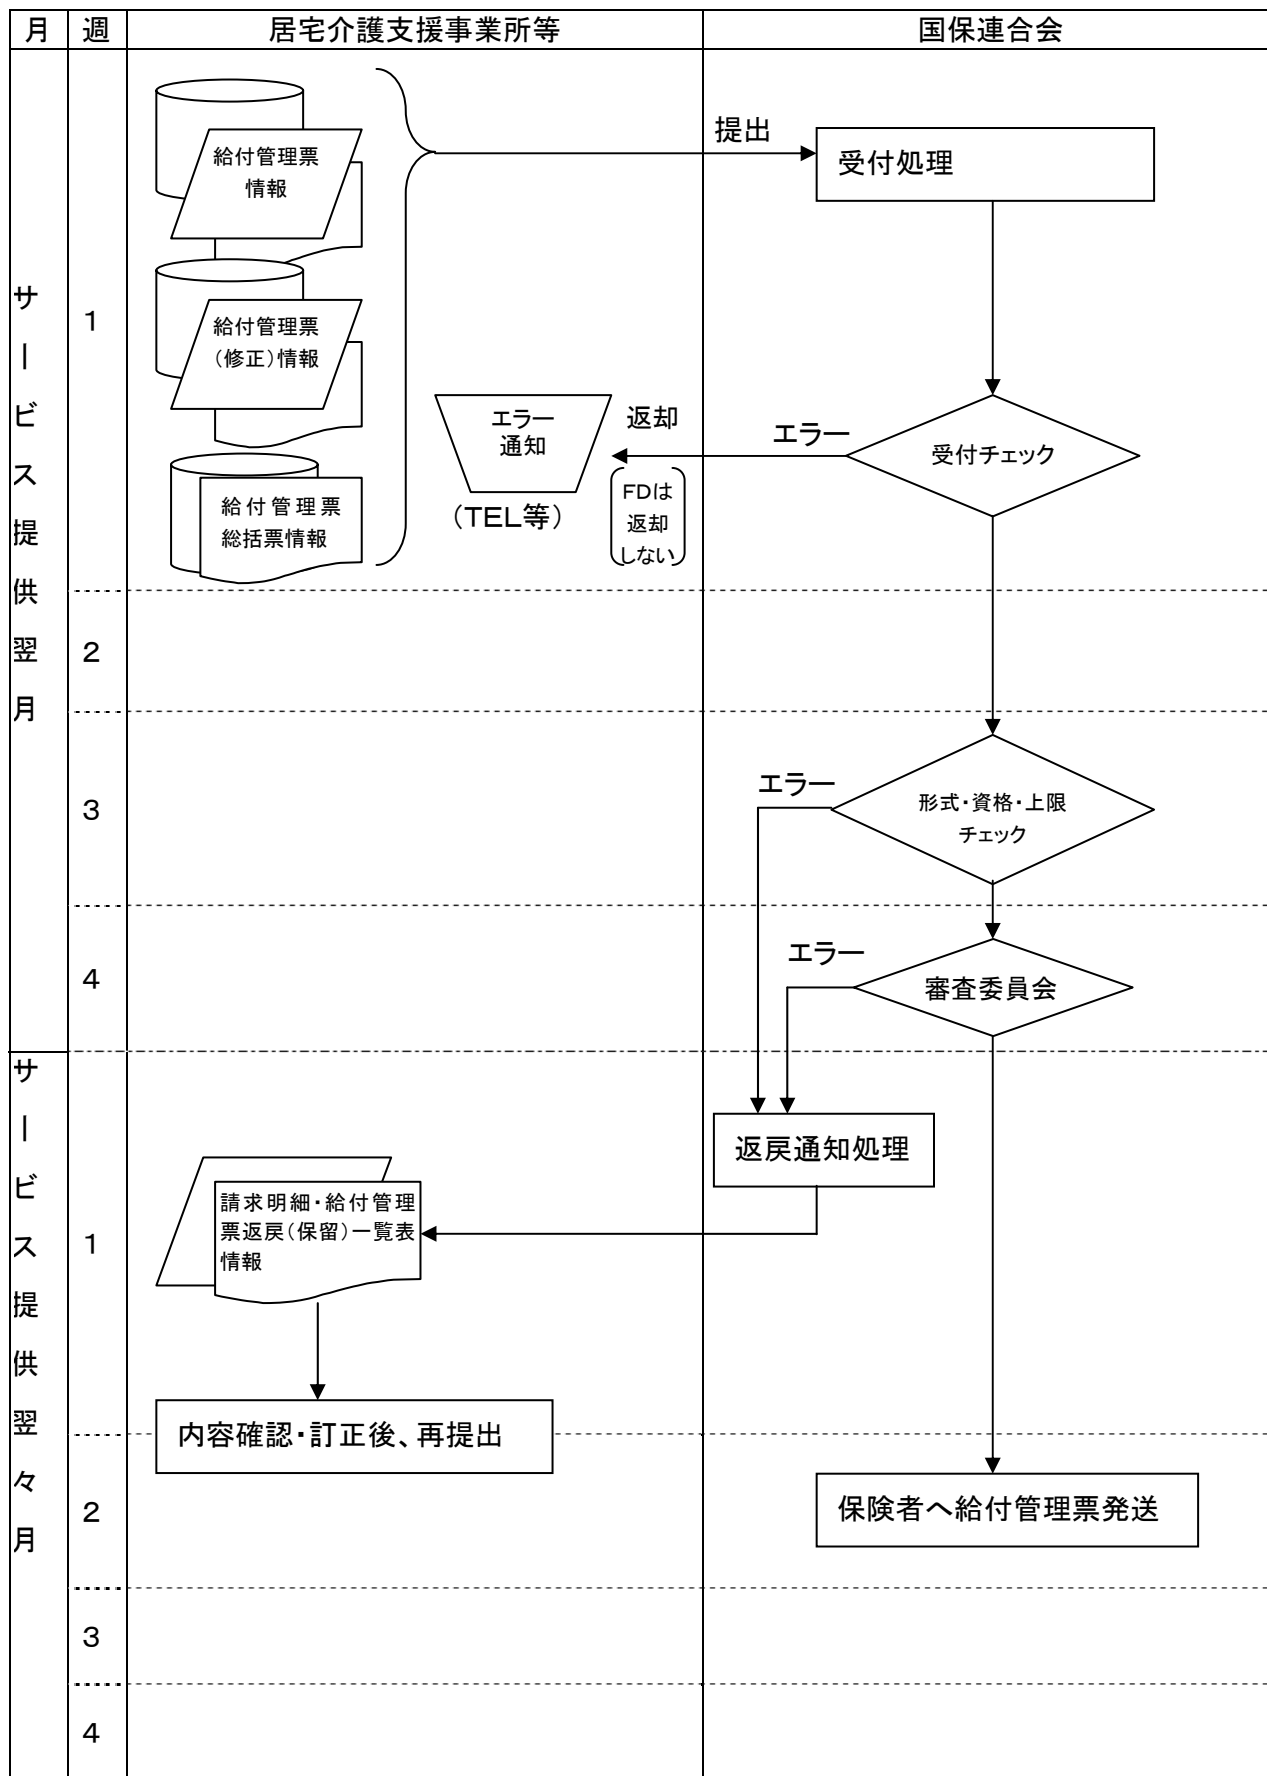 月
週
居宅介護支援事業所等
国保連合会
サービス提供翌月
1
給付管理票
情報
給付管理票
（修正）情報
給付管理票
総括票情報
提出
受付処理
エラー
通知
（TEL等）
返却
FDは
返却
しない
エラー
受付チェック
2
3
エラー
形式・資格・上限
チェック
4
エラー
審査委員会
サービス提供翌々月
1
返戻通知処理
請求明細・給付管理
票返戻（保留）一覧表
情報
内容確認・訂正後、再提出
2
保険者へ給付管理票発送
3
4